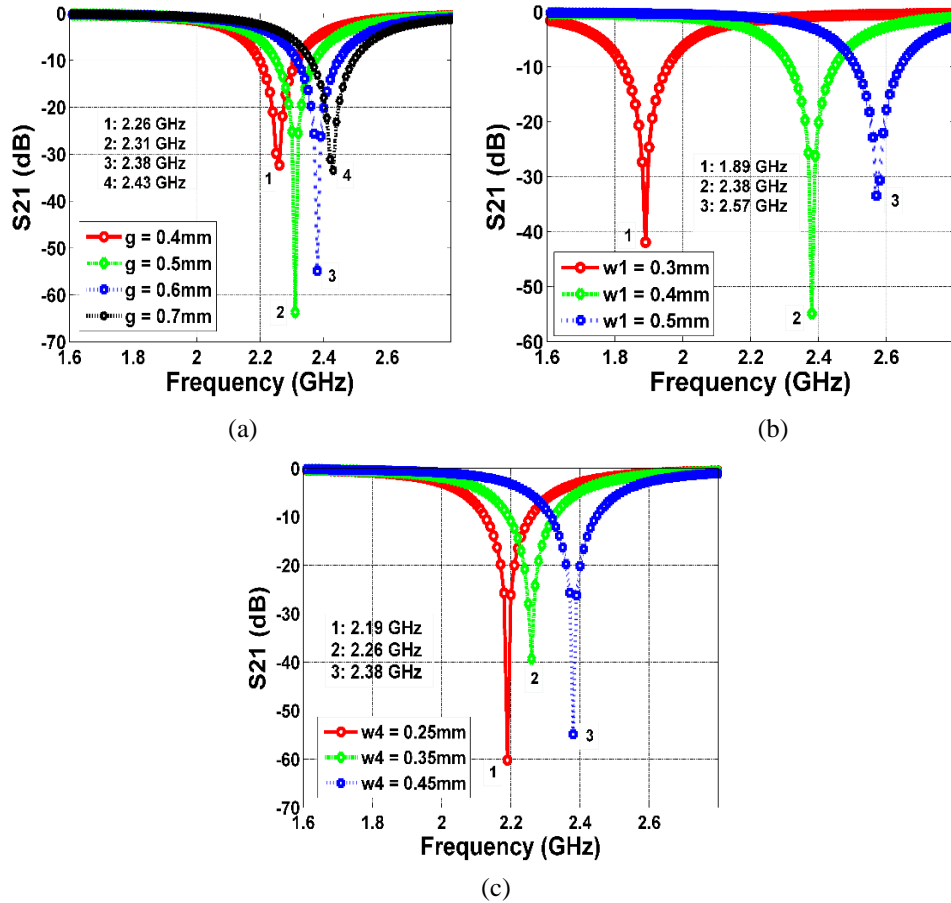 0
-10
-20
-30
-40
-50
-60
-70
S21 (dB)
1: 2.26 GHz
2: 2.31 GHz
3: 2.38 GHz
4: 2.43 GHz
1
2
3
4
g = 0.4mm
g = 0.5mm
g = 0.6mm
g = 0.7mm
1.6 2 2.2 2.4 2.6
Frequency (GHz)
(a)
0
-10
-20
-30
-40
-50
-60
S21 (dB)
1: 1.89 GHz
2: 2.38 GHz
3: 2.57 GHz
1
2
3
w1 = 0.3mm
w1 = 0.4mm
w1 = 0.5mm
1.6 1.8 2 2.2 2.4 2.6
Frequency (GHz)
(b)
0
-10
-20
-30
-40
-50
-60
-70
S21 (dB)
1: 2.19 GHz
2: 2.26 GHz
3: 2.38 GHz
1
2
3
w4 = 0.25mm
w4 = 0.35mm
w4 = 0.45mm
1.6 1.8 2 2.2 2.4 2.6
Frequency (GHz)
(c)